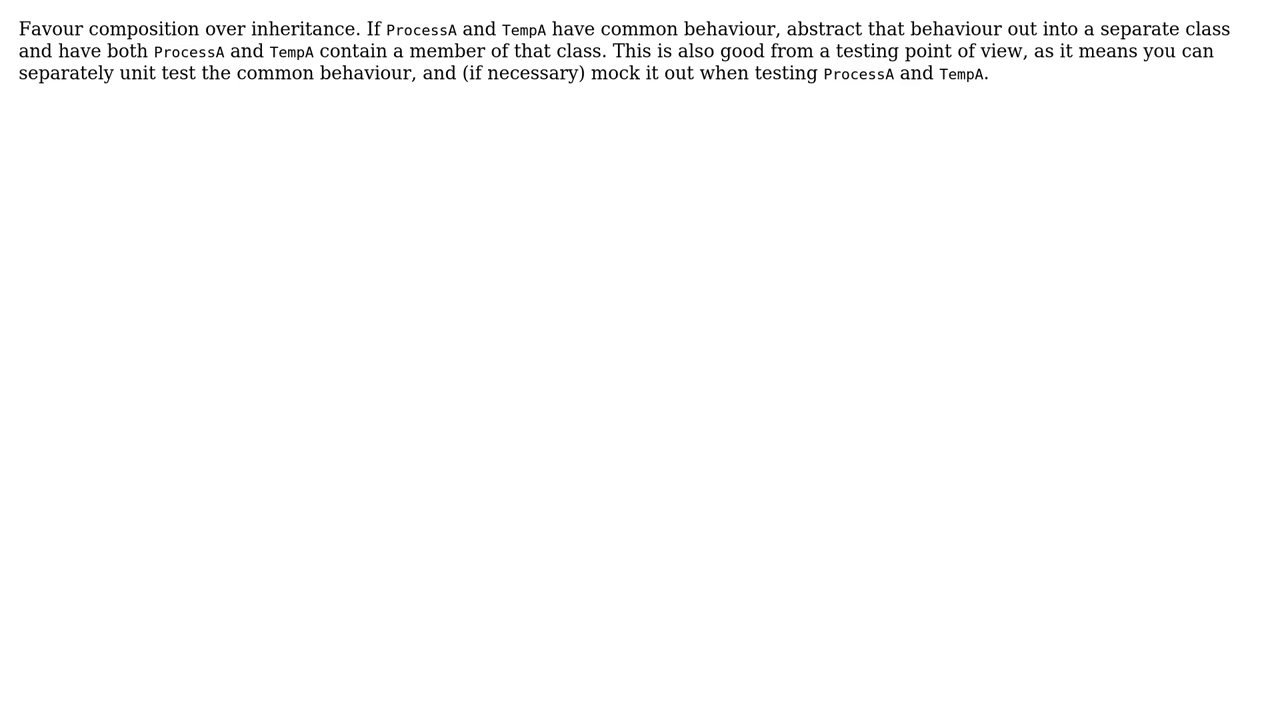 Favour composition over inheritance. If ProcessA and TempA have common behaviour, abstract that behaviour out into a separate class
and have both ProcessA and TempA contain a member of that class. This is also good from a testing point of view, as it means you can
separately unit test the common behaviour, and (if necessary) mock it out when testing ProcessA and TempA.